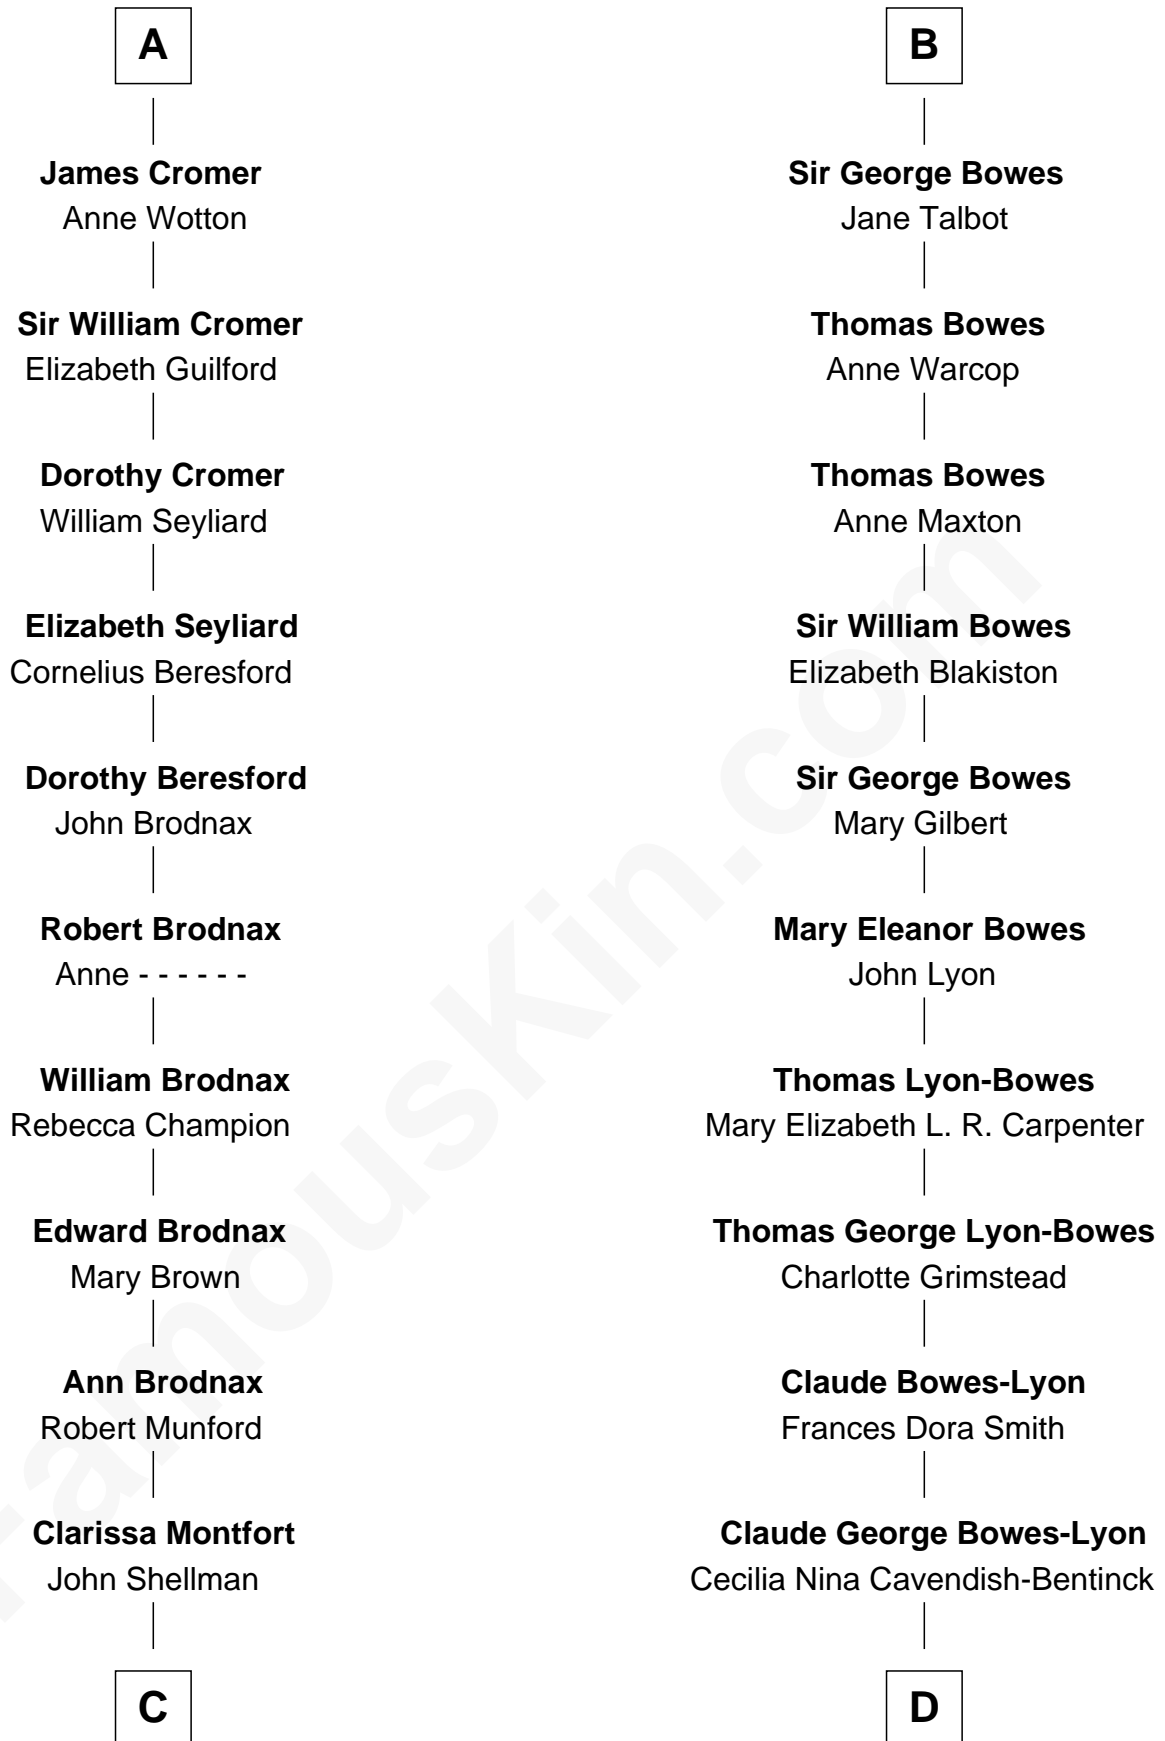 A
James Cromer
Anne Wotton
Sir William Cromer
Elizabeth Guilford
Dorothy Cromer
William Seyliard
Elizabeth Seyliard
Cornelius Beresford
Dorothy Beresford
John Brodnax
Robert Brodnax
Anne - - - - - -
William Brodnax
Rebecca Champion
Edward Brodnax
Mary Brown
Ann Brodnax
Robert Munford
Clarissa Montfort
John Shellman
C
B
Sir George Bowes
Jane Talbot
Thomas Bowes
Anne Warcop
Thomas Bowes
Anne Maxton
Sir William Bowes
Elizabeth Blakiston
Sir George Bowes
Mary Gilbert
Mary Eleanor Bowes
John Lyon
Thomas Lyon-Bowes
Mary Elizabeth L. R. Carpenter
Thomas George Lyon-Bowes
Charlotte Grimstead
Claude Bowes-Lyon
Frances Dora Smith
Claude George Bowes-Lyon
Cecilia Nina Cavendish-Bentinck
D
FamousKin.com